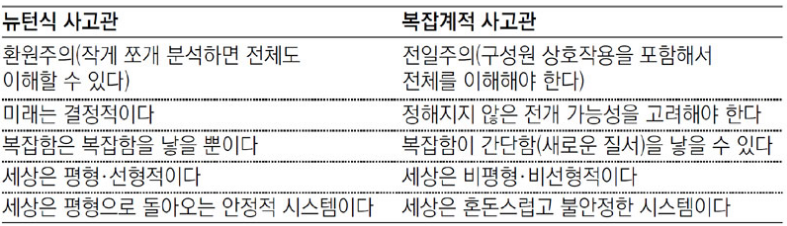 뉴턴식 사고관 복잡계적 사고관
환원주의(작게 쪼개 분석하면 전체도 전일주의(구성원 상호작용을 포함해서
이해할 수 있다) 전체를 이해해야 한다)
미래는 결정적이다 정해지지 않은 전개 가능성을 고려해야 한다
복잡함은 복잡함을 낳을 뿐이다 복잡함이 간단함(새로운 질서)을 낳을 수 있다
세상은 평형·선형적이다 세상은 비평형·비선형적이다
세상은 평형으로 돌아오는 안정적 시스템이다 세상은 혼돈스럽고 불안정한 시스템이다